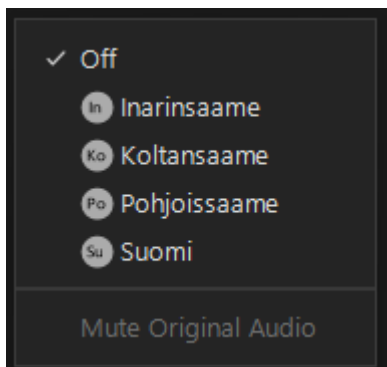 Off
In Inarinsaame
Ko Koltansaame
Po Pohjoissaame
Su Suomi
Mute Original Audio